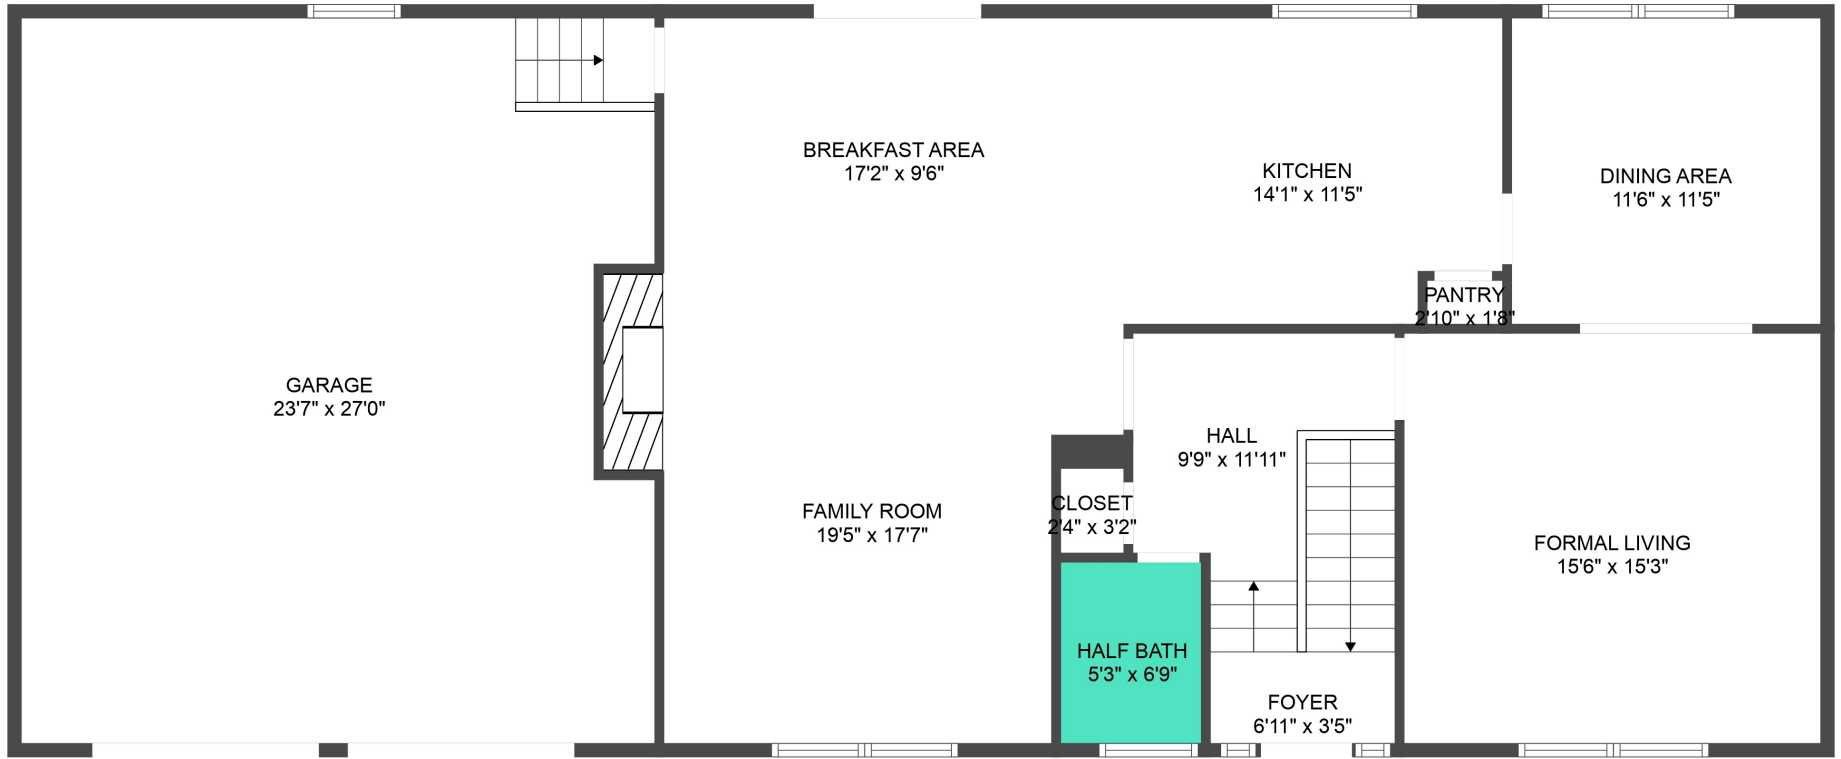 BREAKFAST AREA
17'2" x 9'6"
KITCHEN
14'1" x 11'5"
DINING AREA
11'6" x 11'5"
PANTRY
2'10" x 1'8"
GARAGE
23'7" x 27'0"
HALL
9'9" x 11'11"
CLOSET
2'4" x 3'2"
FAMILY ROOM
19'5" x 17'7"
FORMAL LIVING
15'6" x 15'3"
HALF BATH
5'3" x 6'9"
FOYER
6'11" x 3'5"